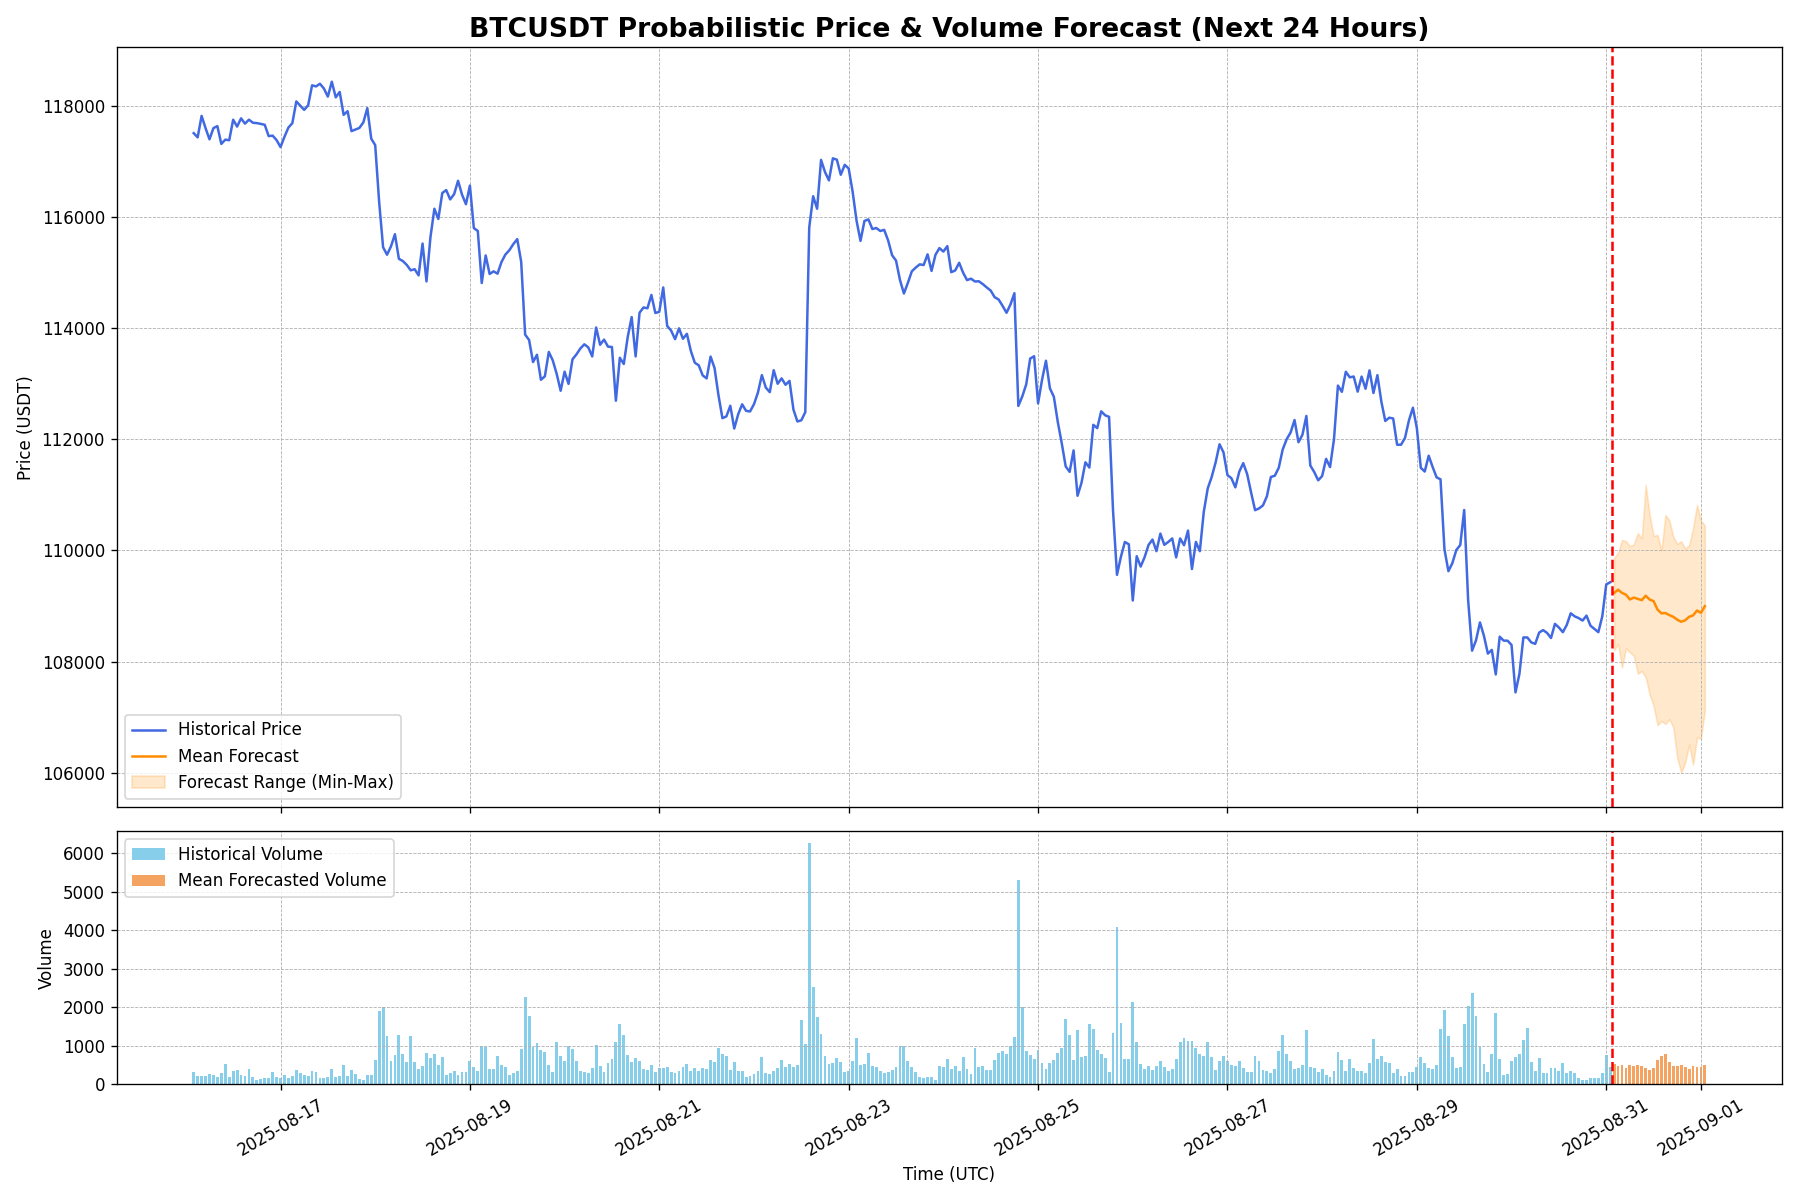 BTCUSDT Probabilistic Price & Volume Forecast (Next 24 Hours)
118000
116000
114000
112000
110000
108000
106000
Price (USDT)
Historical Price
Mean Forecast
Forecast Range (Min-Max)
6000
5000
4000
3000
2000
1000
0
Volume
Historical Volume
Mean Forecasted Volume
2025-08-17
2025-08-19
2025-08-21
2025-08-23
2025-08-25
2025-08-27
2025-08-29
2025-08-31
2025-09-01
Time (UTC)